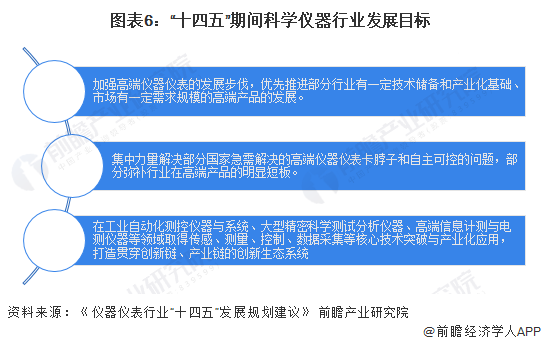 图表6：“十四五”期间科学仪器行业发展目标
加强高端仪器仪表的发展步伐，优先推进部分行业有一定技术储备和产业化基础、
市场有一定需求规模的高端产品的发展。
集中力量解决部分国家急需解决的高端仪器仪表卡脖子和自主可控的问题，部
分弥补行业在高端产品的明显短板。
在工业自动化测控仪器与系统、大型精密科学测试分析仪器、高端信息计测与电
测仪器等领域取得传感、测量、控制、数据采集等核心技术突破与产业化应用，
打造贯穿创新链、产业链的创新生态系统
资料来源：《仪器仪表行业“十四五”发展规划建议》 前瞻产业研究院
@前瞻经济学人APP